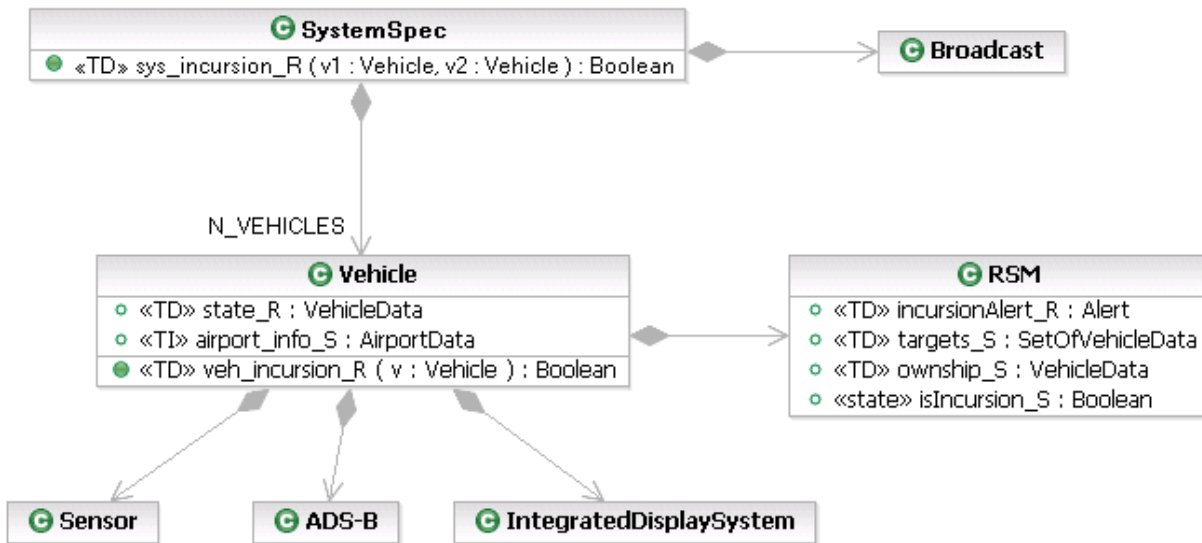 SystemSpec
«TD» sys_incursion_R ( v1 : Vehicle, v2 : Vehicle ) : Boolean
Broadcast
N_VEHICLES
Vehicle
«TD» state_R : VehicleData
«TI» airport_info_S : AirportData
«TD» veh_incursion_R ( v : Vehicle ) : Boolean
RSM
«TD» incursionAlert_R : Alert
«TD» targets_S : SetOfVehicleData
«TD» ownship_S : VehicleData
«state» isIncursion_S : Boolean
Sensor
ADS-B
IntegratedDisplaySystem